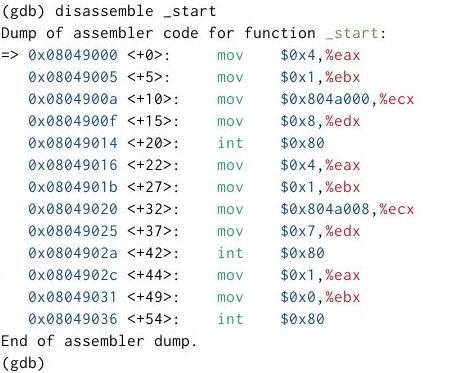 (gdb) disassemble _start
Dump of assembler code for function _start:
=> 0x08049000 <+0>:     mov    $0x4,%eax
   0x08049005 <+5>:     mov    $0x1,%ebx
   0x0804900a <+10>:    mov    $0x804a000,%ecx
   0x0804900f <+15>:    mov    $0x8,%edx
   0x08049014 <+20>:    int    $0x80
   0x08049016 <+22>:    mov    $0x4,%eax
   0x0804901b <+27>:    mov    $0x1,%ebx
   0x08049020 <+32>:    mov    $0x804a008,%ecx
   0x08049025 <+37>:    mov    $0x7,%edx
   0x0804902a <+42>:    int    $0x80
   0x0804902c <+44>:    mov    $0x1,%eax
   0x08049031 <+49>:    mov    $0x0,%ebx
   0x08049036 <+54>:    int    $0x80
End of assembler dump.
(gdb)